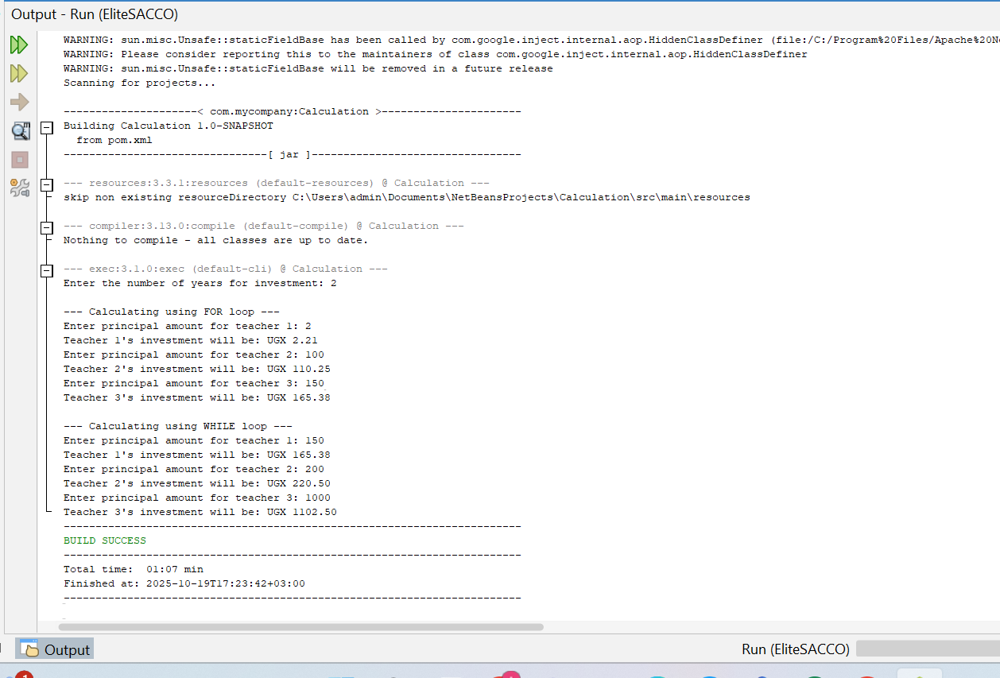 Output - Run (EliteSACCO)
WARNING: sun.misc.Unsafe::staticFieldBase has been called by com.google.inject.internal.aop.HiddenClassDefiner (file:/C:/Program%20Files/Apache%20N
WARNING: Please consider reporting this to the maintainers of class com.google.inject.internal.aop.HiddenClassDefiner
WARNING: sun.misc.Unsafe::staticFieldBase will be removed in a future release
Scanning for projects...
---------------------< com.mycompany:Calculation >----------------------
Building Calculation 1.0-SNAPSHOT
  from pom.xml
--------------------------------[ jar ]---------------------------------
--- resources:3.3.1:resources (default-resources) @ Calculation ---
skip non existing resourceDirectory C:\Users\admin\Documents\NetBeansProjects\Calculation\src\main\resources
--- compiler:3.13.0:compile (default-compile) @ Calculation ---
Nothing to compile - all classes are up to date.
--- exec:3.1.0:exec (default-cli) @ Calculation ---
Enter the number of years for investment: 2
--- Calculating using FOR loop ---
Enter principal amount for teacher 1: 2
Teacher 1's investment will be: UGX 2.21
Enter principal amount for teacher 2: 100
Teacher 2's investment will be: UGX 110.25
Enter principal amount for teacher 3: 150
Teacher 3's investment will be: UGX 165.38
--- Calculating using WHILE loop ---
Enter principal amount for teacher 1: 150
Teacher 1's investment will be: UGX 165.38
Enter principal amount for teacher 2: 200
Teacher 2's investment will be: UGX 220.50
Enter principal amount for teacher 3: 1000
Teacher 3's investment will be: UGX 1102.50
------------------------------------------------------------------------
BUILD SUCCESS
------------------------------------------------------------------------
Total time:  01:07 min
Finished at: 2025-10-19T17:23:42+03:00
------------------------------------------------------------------------
Output
Run (EliteSACCO)
1